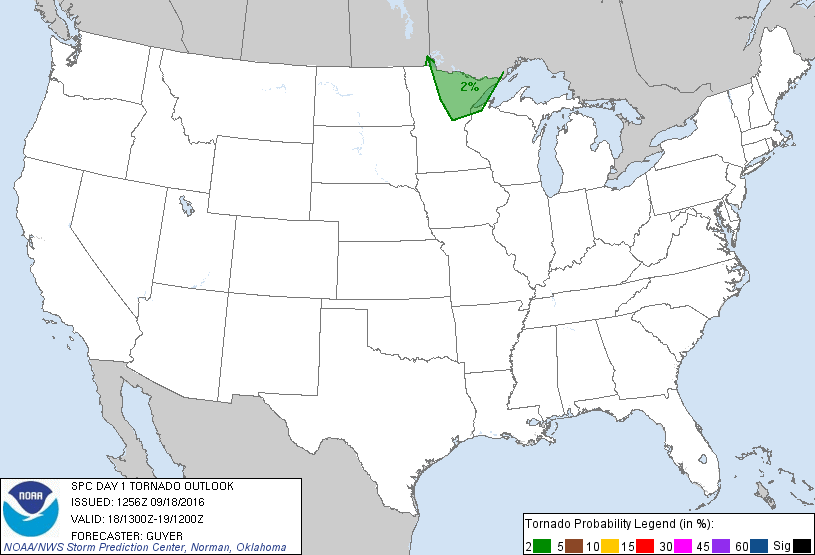 2%
NOAA
SPC DAY 1 TORNADO OUTLOOK
ISSUED: 1256Z 09/18/2016
VALID: 18/1300Z-19/1200Z
FORECASTER: GUYER
NOAA/NWS Storm Prediction Center, Norman, Oklahoma
Tornado Probability Legend (in %):
2 5 10 15 30 45 60 Sig